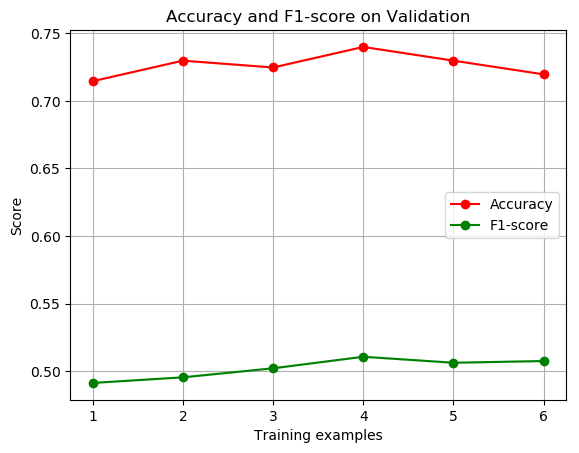 Accuracy and F1-score on Validation
0.75
0.70
0.65
0.60
0.55
0.50
Score
Accuracy
F1-score
1 2 3 4 5 6
Training examples